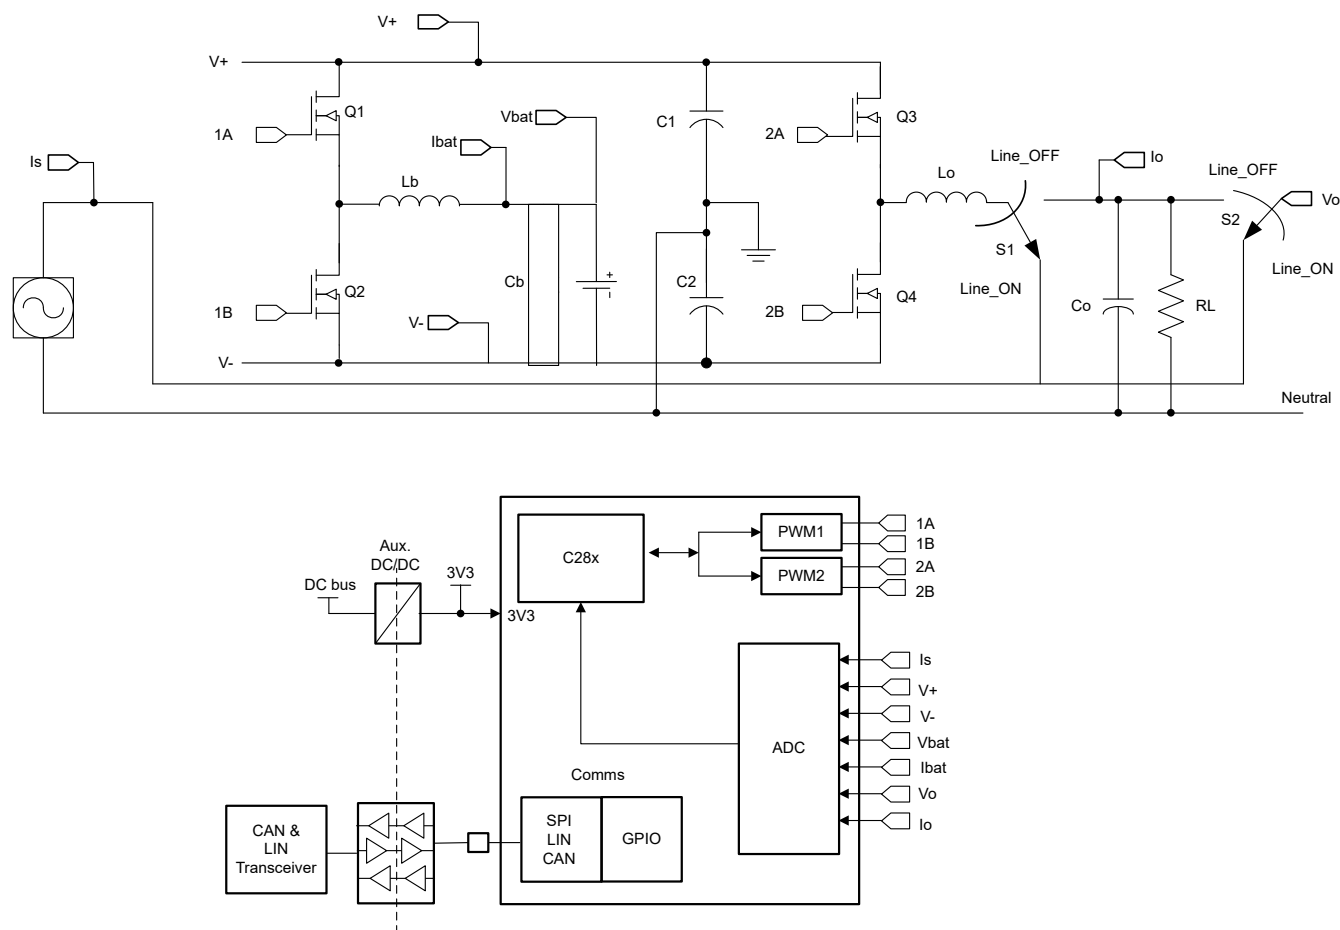 V+
V+
Q1
Vbat
C1
Q3
1A
Ibat
2A
Is
Line_OFF
Io
Line_OFF
Lb
Lo
Vo
S2
S1
Line_ON
Cb
+
-
C2
Q2
Q4
Line_ON
Co
RL
1B
V-
2B
V-
Neutral
PWM1
1A
1B
C28x
Aux.
DC/DC
PWM2
2A
2B
DC bus
3V3
3V3
Is
V+
V-
ADC
Vbat
Ibat
Comms
Vo
Io
SPI
LIN
CAN
GPIO
CAN &
LIN
Transceiver